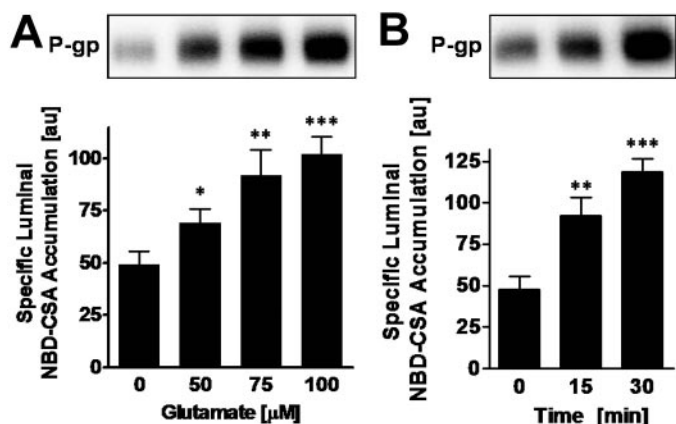 A
P-gp
Specific Luminal
NBD-CSA Accumulation [au]
100
75
50
25
0
*
**
***
0 50 75 100
Glutamate [µM]
B
P-gp
Specific Luminal
NBD-CSA Accumulation [au]
125
100
75
50
25
0
**
***
0 15 30
Time [min]